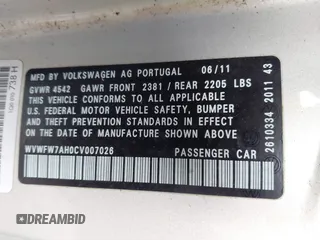 MFD BY VOLKSWAGEN AG PORTUGAL 06/11
GVWR 4542 GAWR FRONT 2381 / REAR 2205 LBS
THIS VEHICLE CONFORMS TO ALL APPLICABLE
U.S. FEDERAL MOTOR VEHICLE SAFETY, BUMPER
AND THEFT PREVENTION STANDARDS IN EFFECT
ON THE DATE OF MANUFACTURE SHOWN ABOVE.
WVWFW7AH0CV007026 PASSENGER CAR
2610334 2011 43
738 H